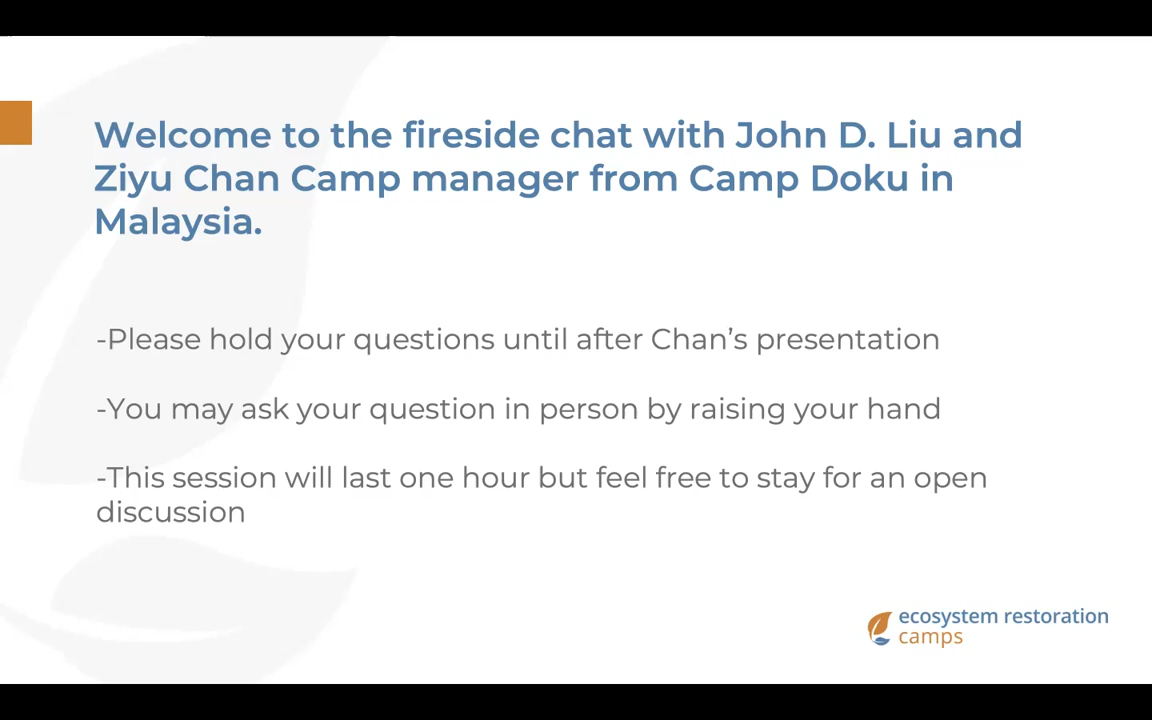 Welcome to the fireside chat with John D. Liu and
Ziyu Chan Camp manager from Camp Doku in
Malaysia.
-Please hold your questions until after Chan’s presentation
-You may ask your question in person by raising your hand
-This session will last one hour but feel free to stay for an open
discussion
ecosystem restoration
camps